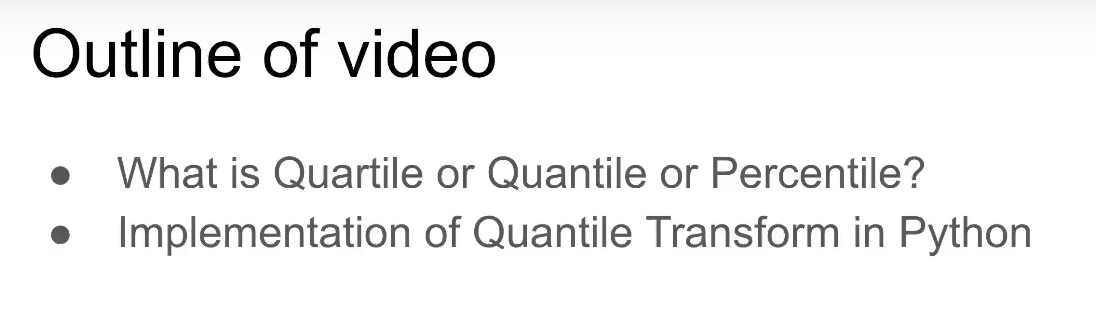 Outline of video
● What is Quartile or Quantile or Percentile?
● Implementation of Quantile Transform in Python